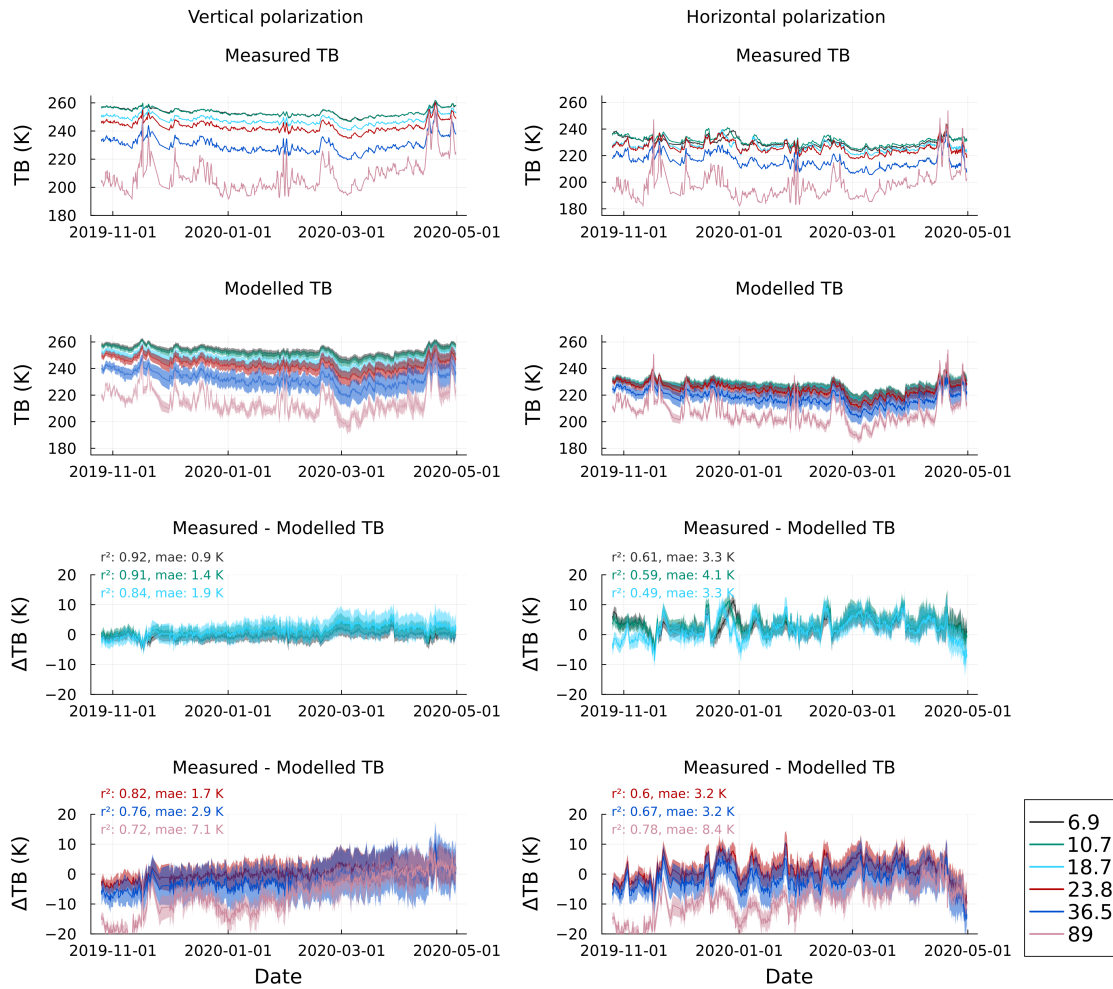 Vertical polarization
Horizontal polarization
Measured TB
Measured TB
TB (K)
260
240
220
200
180
2019-11-01 2020-01-01 2020-03-01 2020-05-01
TB (K)
260
240
220
200
180
2019-11-01 2020-01-01 2020-03-01 2020-05-01
Modelled TB
Modelled TB
TB (K)
260
240
220
200
180
2019-11-01 2020-01-01 2020-03-01 2020-05-01
TB (K)
260
240
220
200
180
2019-11-01 2020-01-01 2020-03-01 2020-05-01
Measured - Modelled TB
Measured - Modelled TB
r²: 0.92, mae: 0.9 K
r²: 0.91, mae: 1.4 K
r²: 0.84, mae: 1.9 K
ΔTB (K)
20
10
0
−10
−20
2019-11-01 2020-01-01 2020-03-01 2020-05-01
r²: 0.61, mae: 3.3 K
r²: 0.59, mae: 4.1 K
r²: 0.49, mae: 3.3 K
ΔTB (K)
20
10
0
−10
−20
2019-11-01 2020-01-01 2020-03-01 2020-05-01
Measured - Modelled TB
Measured - Modelled TB
r²: 0.82, mae: 1.7 K
r²: 0.76, mae: 2.9 K
r²: 0.72, mae: 7.1 K
ΔTB (K)
20
10
0
−10
−20
2019-11-01 2020-01-01 2020-03-01 2020-05-01
Date
r²: 0.6, mae: 3.2 K
r²: 0.67, mae: 3.2 K
r²: 0.78, mae: 8.4 K
ΔTB (K)
20
10
0
−10
−20
2019-11-01 2020-01-01 2020-03-01 2020-05-01
Date
6.9
10.7
18.7
23.8
36.5
89